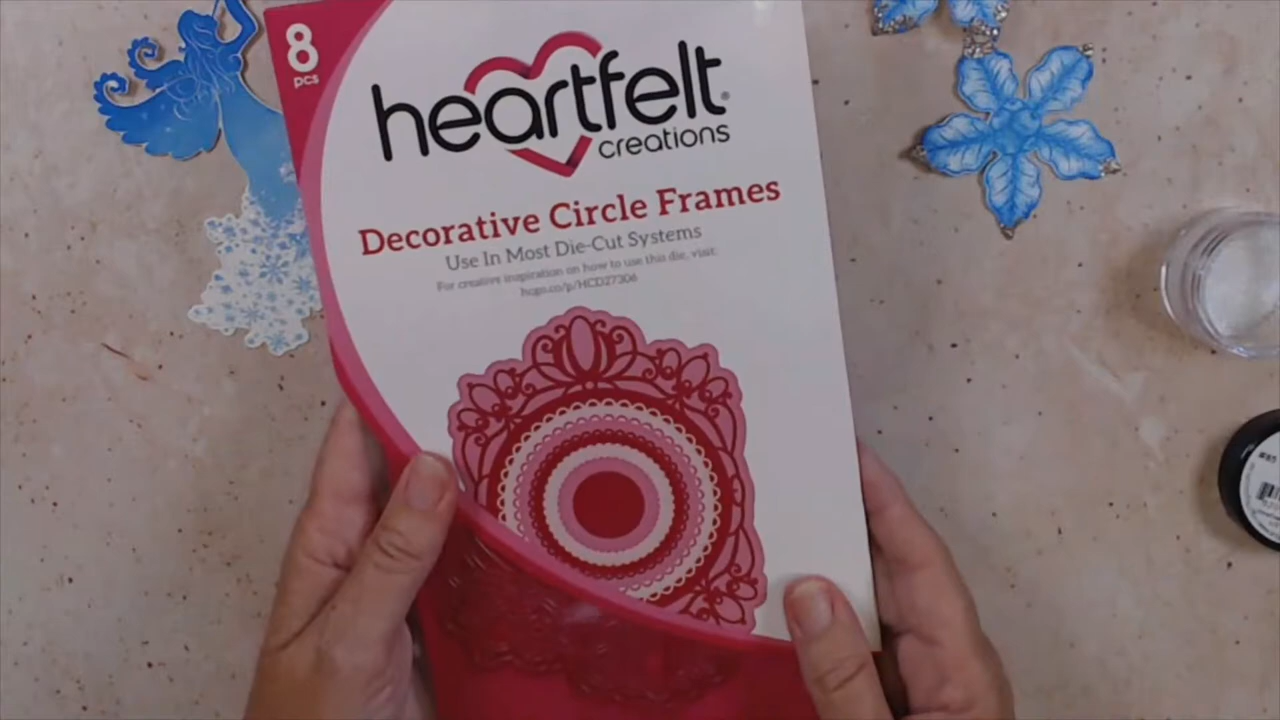 8
pcs
heartfelt®
creations
Decorative Circle Frames
Use In Most Die-Cut Systems
For creative inspiration on how to use this die, visit:
hcgo.co/p/HCD27306